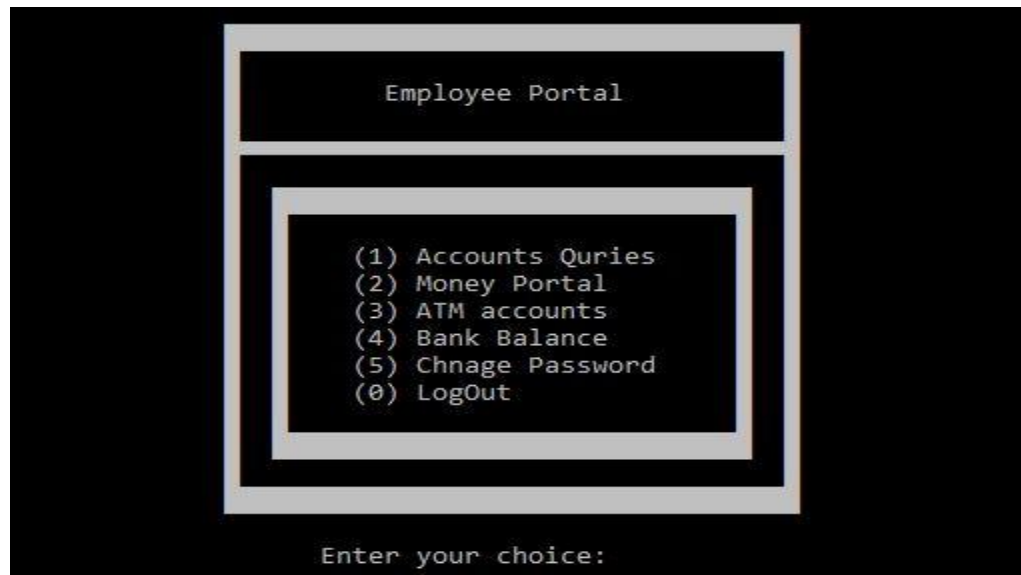 Employee Portal
(1) Accounts Quries
(2) Money Portal
(3) ATM accounts
(4) Bank Balance
(5) Chnage Password
(0) LogOut
Enter your choice: